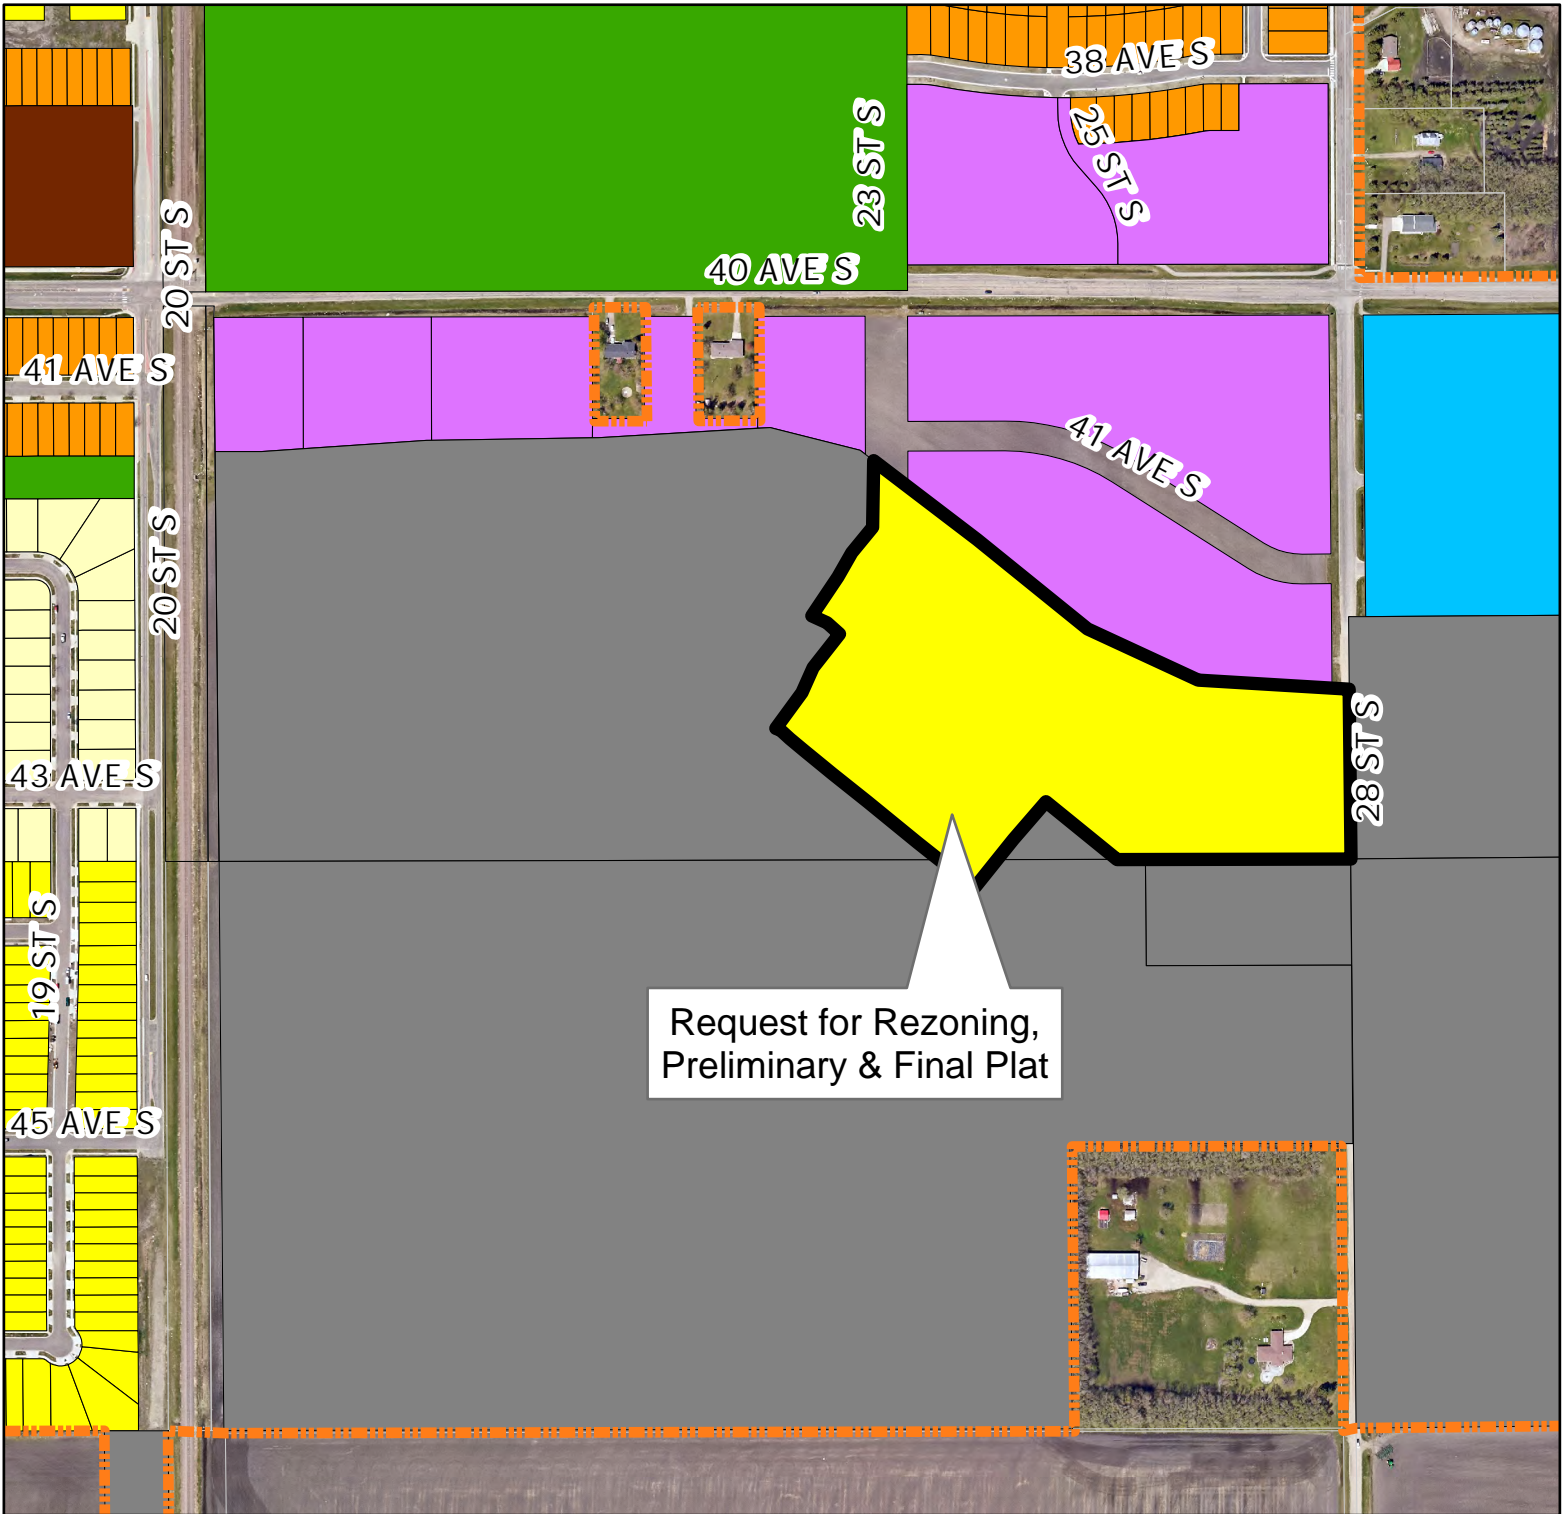 38 AVE S
25 ST S
23 ST S
20 ST S
40 AVE S
41 AVE S
41 AVE S
20 ST S
28 ST S
43 AVE S
19 ST S
Request for Rezoning,
Preliminary & Final Plat
45 AVE S